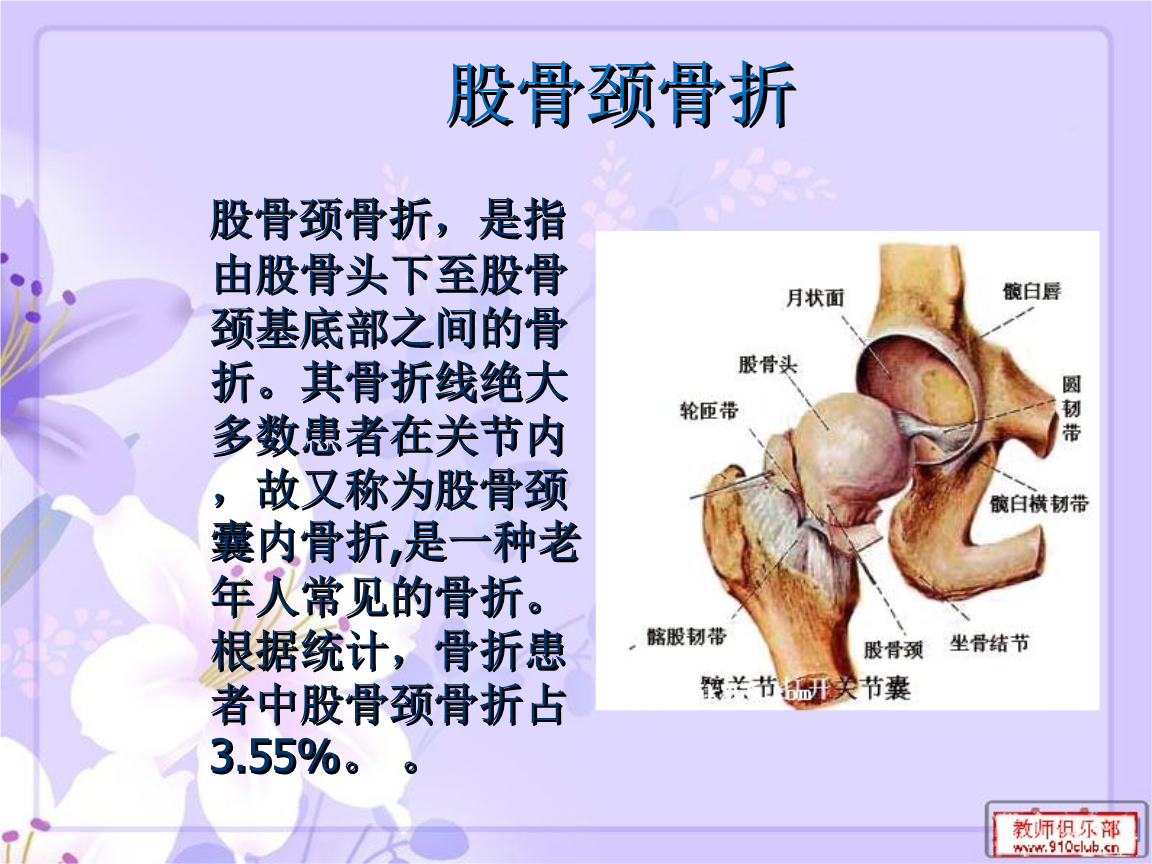 股骨颈骨折
股骨颈骨折，是指
由股骨头下至股骨
颈基底部之间的骨
折。其骨折线绝大
多数患者在关节内
，故又称为股骨颈
囊内骨折,是一种老
年人常见的骨折。
根据统计，骨折患
者中股骨颈骨折占
3.55%。 。
月状面
髋臼唇
股骨头
圆韧带
轮匝带
髋臼横韧带
髂股韧带
股骨颈
坐骨结节
髋关节 打开关节囊
教师俱乐部
www.910club.cn